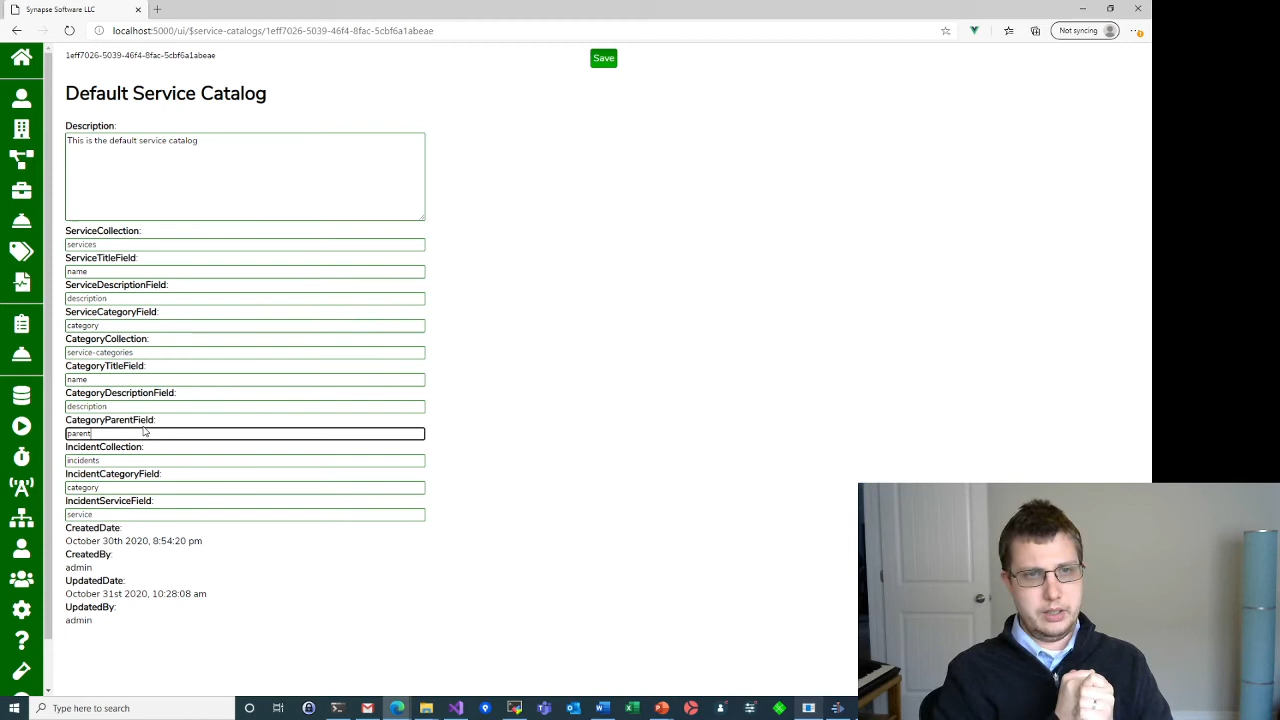 Synapse Software LLC
localhost:5000/ui/$service-catalogs/1eff7026-5039-46f4-8fac-5cbf6a1abeae
Not syncing
1eff7026-5039-46f4-8fac-5cbf6a1abeae
Save
Default Service Catalog
Description:
This is the default service catalog
ServiceCollection:
services
ServiceTitleField:
name
ServiceDescriptionField:
description
ServiceCategoryField:
category
CategoryCollection:
service-categories
CategoryTitleField:
name
CategoryDescriptionField:
description
CategoryParentField:
parent
IncidentCollection:
incidents
IncidentCategoryField:
category
IncidentServiceField:
service
CreatedDate:
October 30th 2020, 8:54:20 pm
CreatedBy:
admin
UpdatedDate:
October 31st 2020, 10:28:08 am
UpdatedBy:
admin
Type here to search